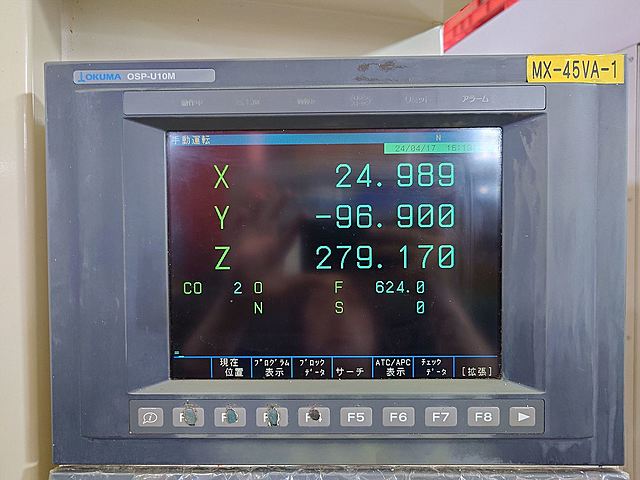 OKUMA OSP-U10M
MX-45VA-1
アラーム
手動運転 N
24/04/17
X 24.989
Y -96.900
Z 279.170
CO 2 O F 624.0
N S 0
=
現在 プログラム ブロック ATC/APC チェック
位置 表示 データ サーチ 表示 データ [拡張]
F5 F6 F7 F8